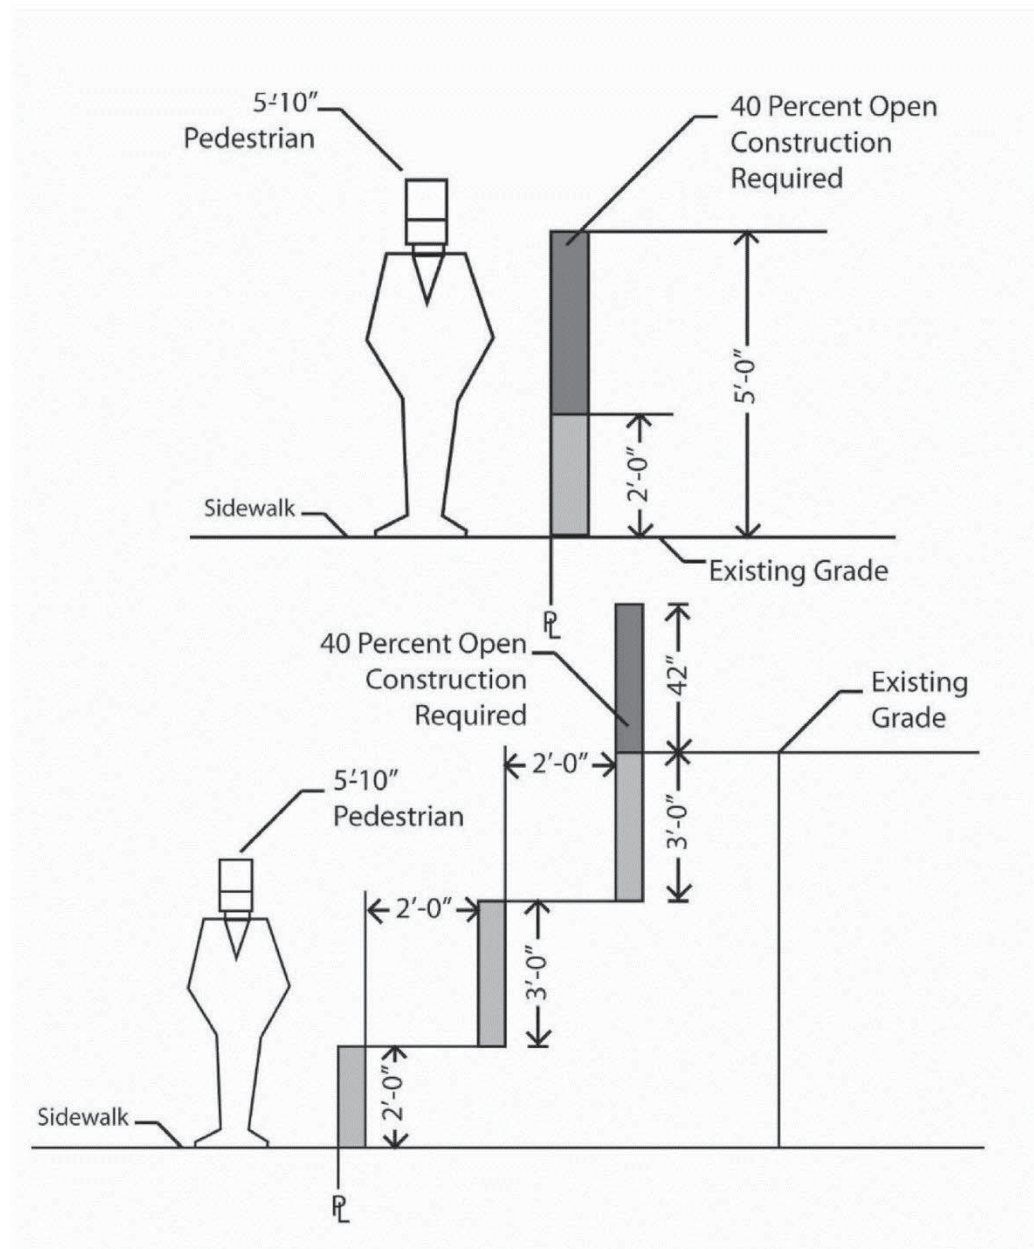 5'-10"
Pedestrian
40 Percent Open
Construction
Required
5'-0"
2'-0"
Sidewalk
Existing Grade
PL
40 Percent Open
Construction
Required
42"
Existing
Grade
2'-0"
3'-0"
5'-10"
Pedestrian
2'-0"
3'-0"
2'-0"
Sidewalk
PL